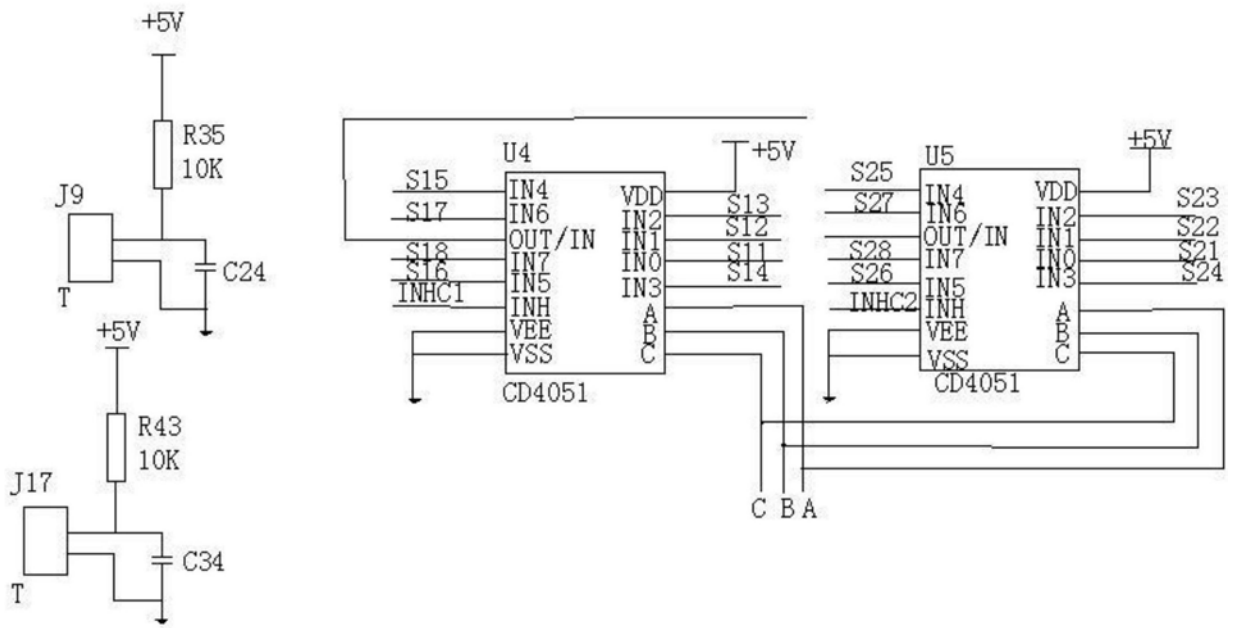 +5V
R35
10K
J9
C24
T
+5V
R43
10K
J17
C34
T
U4
+5V
S15
IN4
VDD
S17
IN6
IN2
S13
OUT/IN
IN1
S12
S18
IN7
IN0
S11
S16
IN5
IN3
S14
INHC1
INH
A
VEE
B
VSS
C
CD4051
U5
+5V
S25
IN4
VDD
S27
IN6
IN2
S23
OUT/IN
IN1
S22
S28
IN7
IN0
S21
S26
IN5
IN3
S24
INHC2
INH
A
VEE
B
VSS
C
CD4051
C B A